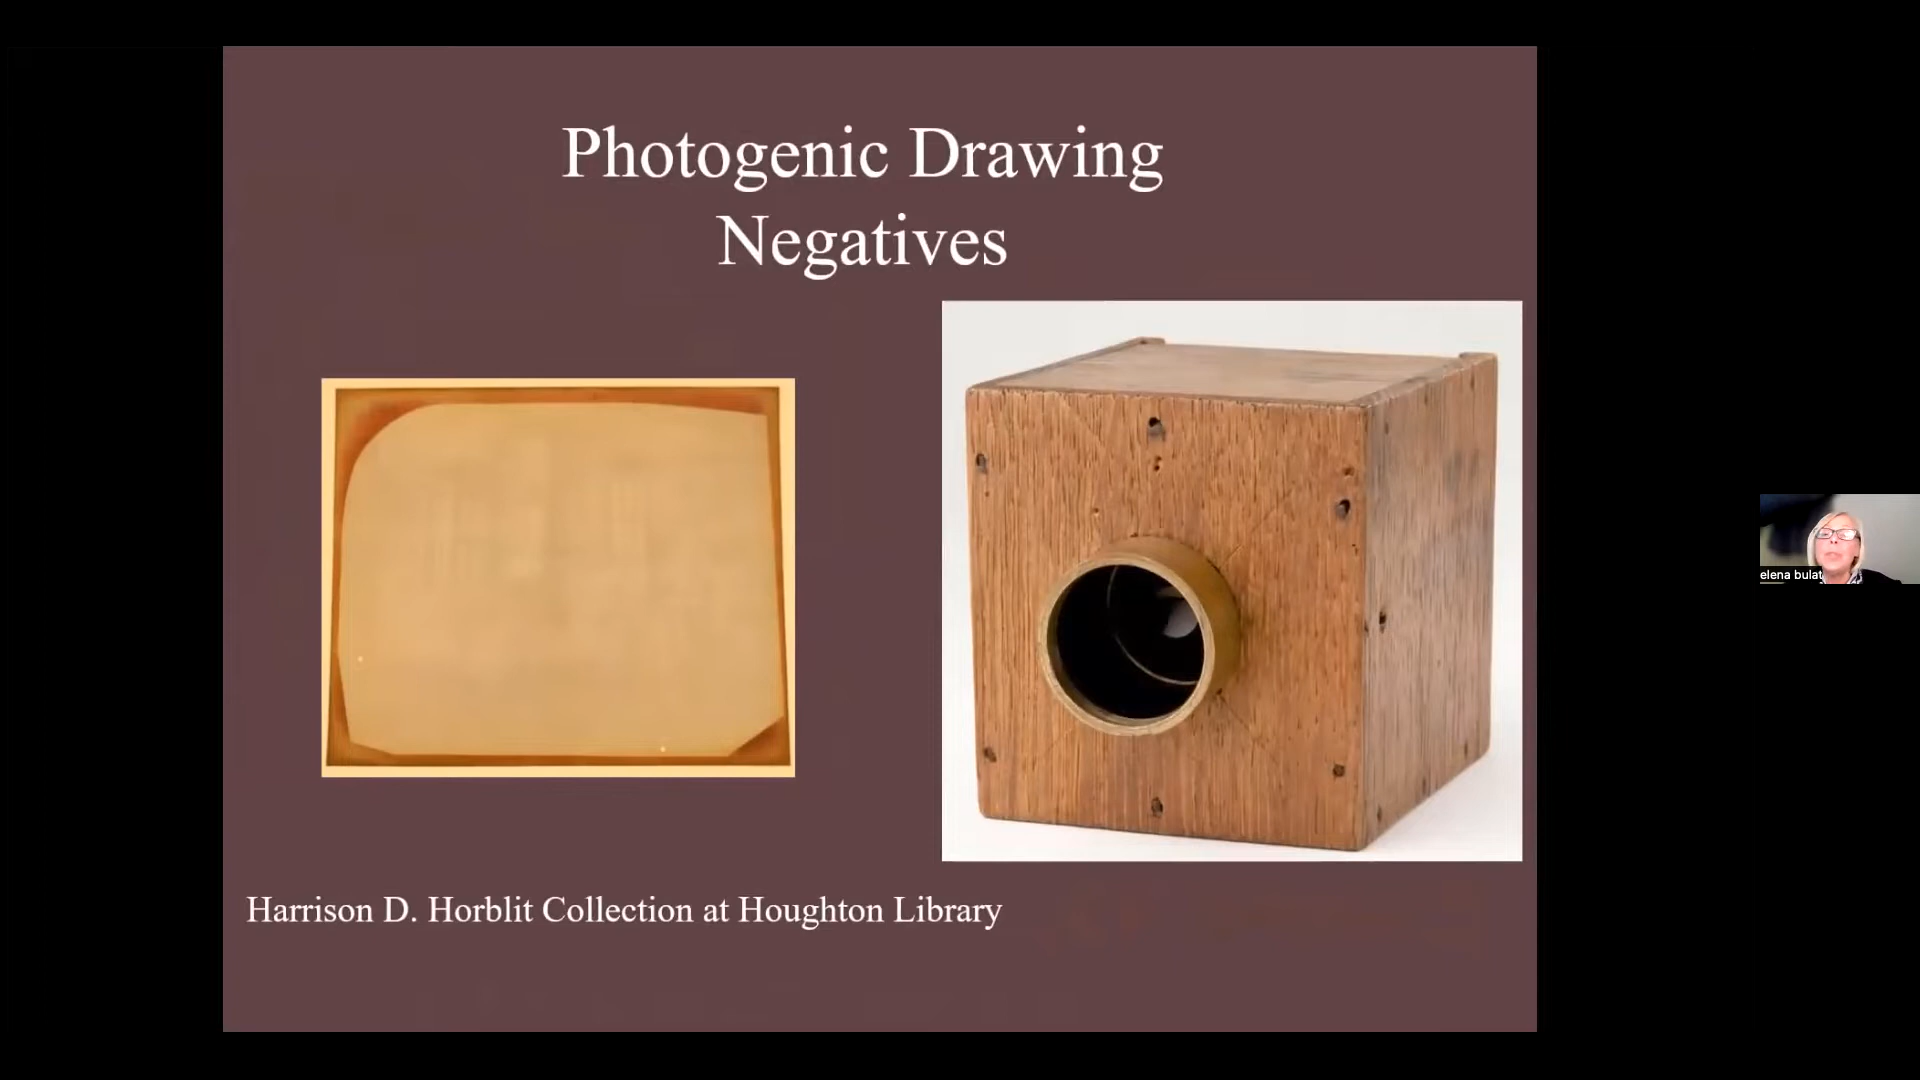 Photogenic Drawing
Negatives
Harrison D. Horblit Collection at Houghton Library
elena bulat